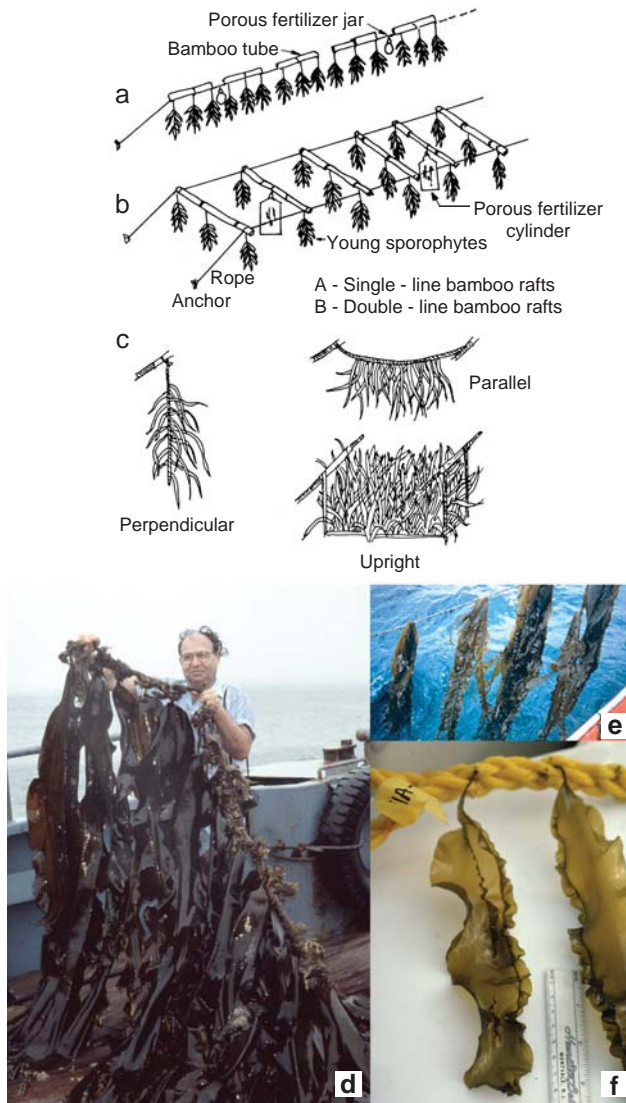 Porous fertilizer jar
Bamboo tube
a
b
Porous fertilizer
cylinder
Young sporophytes
Rope
Anchor
A - Single - line bamboo rafts
B - Double - line bamboo rafts
c
Parallel
Perpendicular
Upright
d
e
1A
f